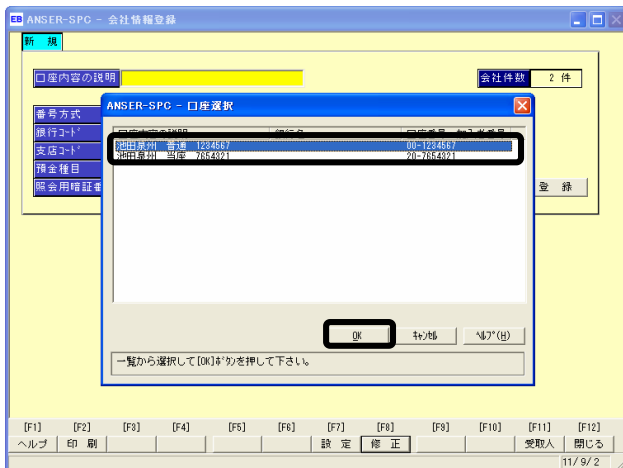 EB ANSER-SPC - 会社情報登録
新 規
口座内容の説明
会社件数 2 件
番号方式
銀行ｺｰﾄﾞ
支店ｺｰﾄﾞ
預金種目
照会用暗証番
登 録
ANSER-SPC - 口座選択
口座内容の説明 銀行名 口座番号 加入者番号
池田泉州 普通 1234567 00-1234567
池田泉州 当座 7654321 20-7654321
OK ｷｬﾝｾﾙ ﾍﾙﾌﾟ(H)
一覧から選択して[OK]ﾎﾞﾀﾝを押して下さい。
[F1] [F2] [F3] [F4] [F5] [F6] [F7] [F8] [F9] [F10] [F11] [F12]
ヘルプ 印 刷 設 定 修 正 受取人 閉じる
11/ 9/ 2